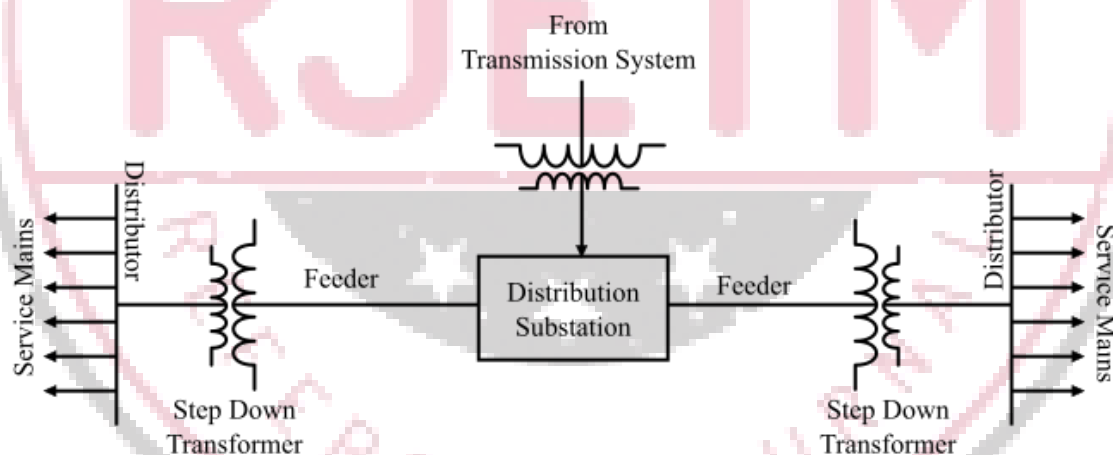 From
Transmission System
Distributor
Service Mains
Feeder
Distribution
Substation
Feeder
Distributor
Service Mains
Step Down
Transformer
Step Down
Transformer
RJETM